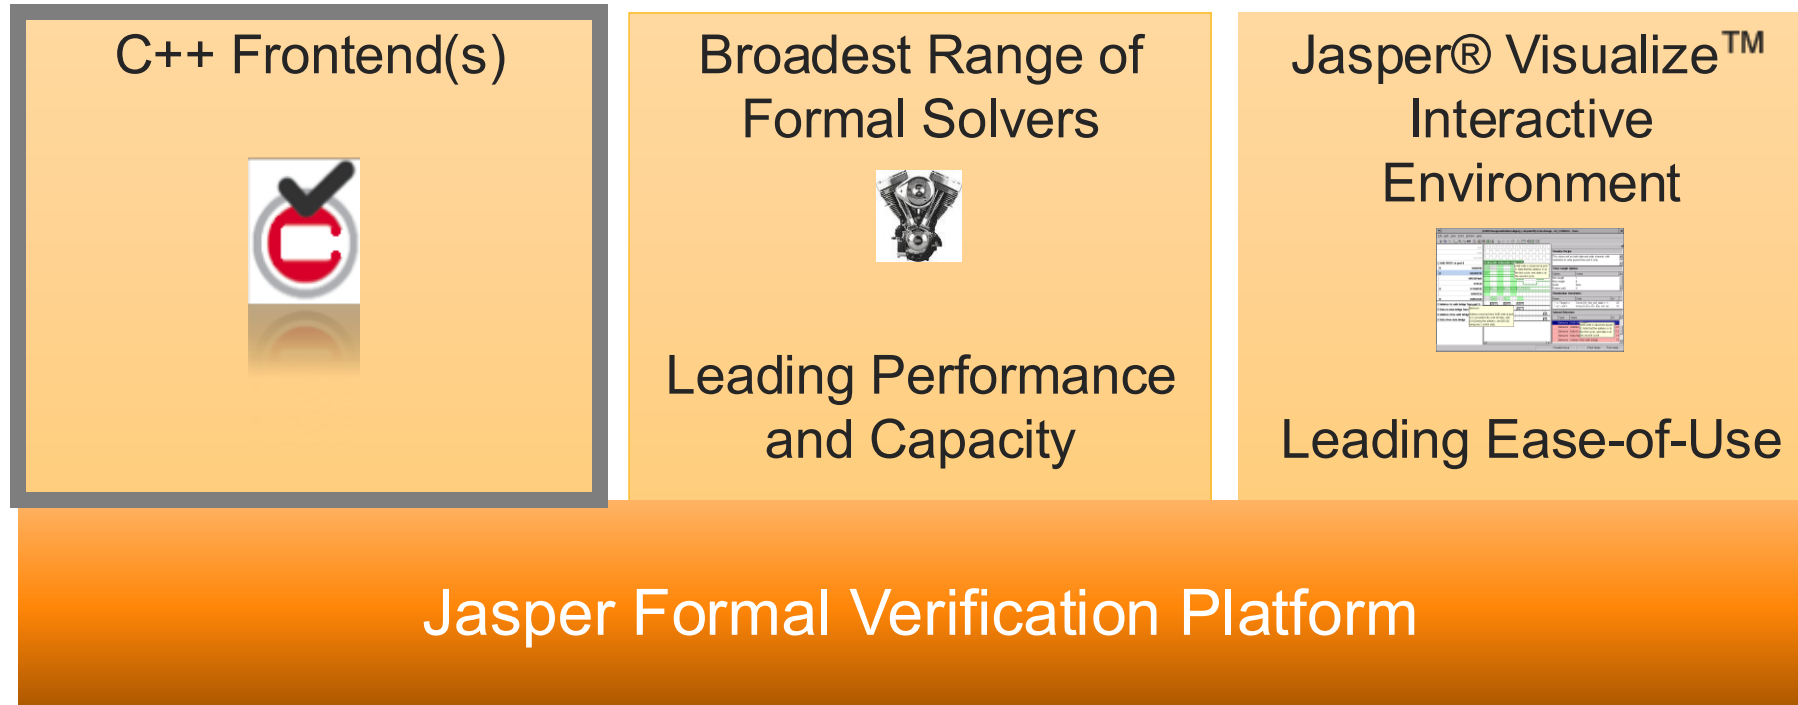 C++ Frontend(s)
Broadest Range of
Formal Solvers
Leading Performance
and Capacity
Jasper® Visualize™
Interactive
Environment
Leading Ease-of-Use
Jasper Formal Verification Platform